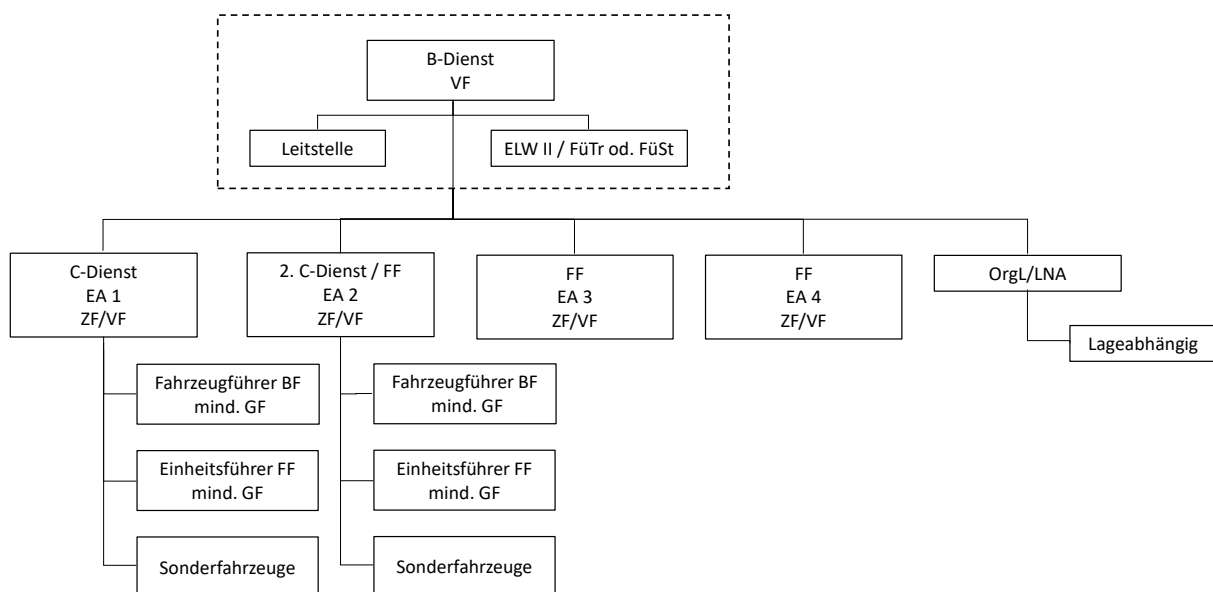 B-Dienst
VF
Leitstelle
ELW II / FüTr od. FüSt
C-Dienst
EA 1
ZF/VF
2. C-Dienst / FF
EA 2
ZF/VF
FF
EA 3
ZF/VF
FF
EA 4
ZF/VF
OrgL/LNA
Lageabhängig
Fahrzeugführer BF
mind. GF
Einheitsführer FF
mind. GF
Sonderfahrzeuge
Fahrzeugführer BF
mind. GF
Einheitsführer FF
mind. GF
Sonderfahrzeuge